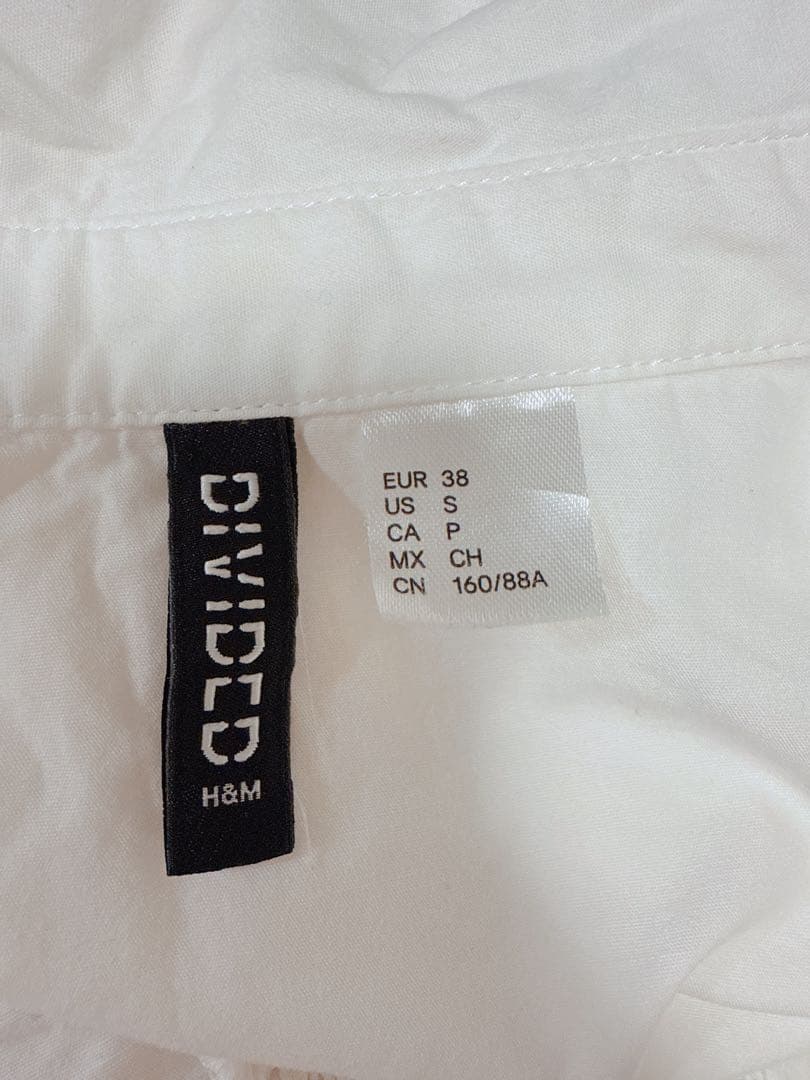 DIVIDED
H&M
EUR 38
US S
CA P
MX CH
CN 160/88A